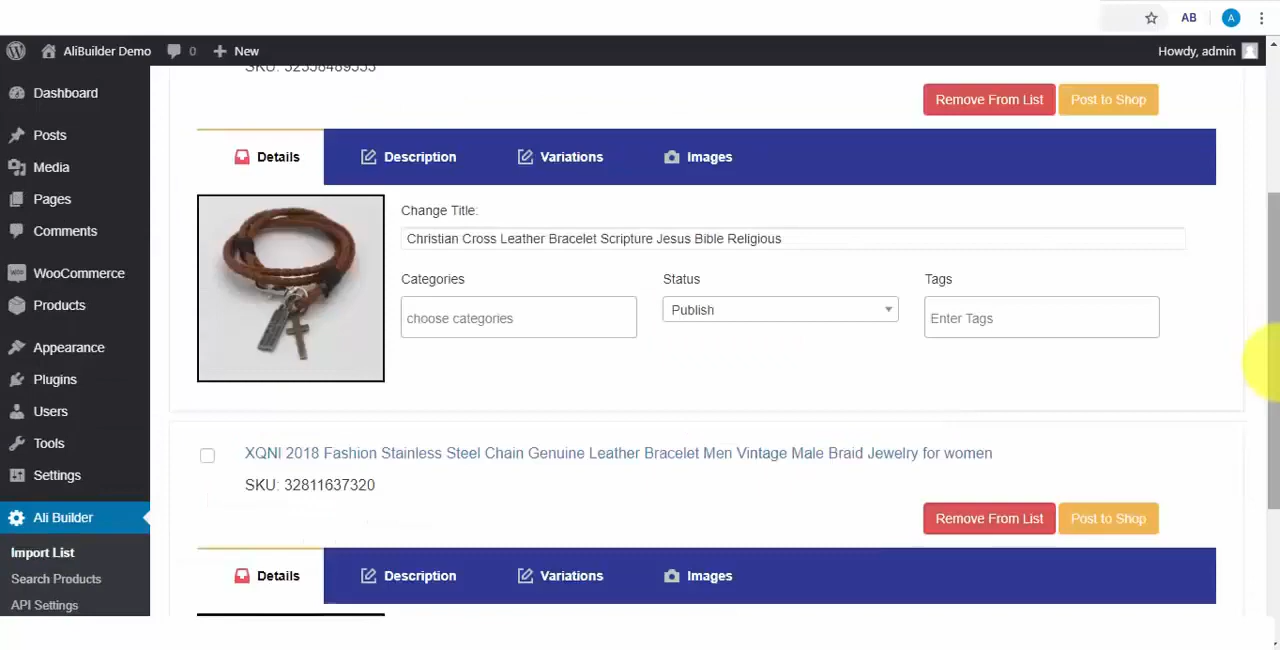 AB
A
AliBuilder Demo
0
New
Howdy, admin
Dashboard
Posts
Media
Pages
Comments
WooCommerce
Products
Appearance
Plugins
Users
Tools
Settings
Ali Builder
Import List
Search Products
API Settings
Remove From List
Post to Shop
Details
Description
Variations
Images
Change Title:
Christian Cross Leather Bracelet Scripture Jesus Bible Religious
Categories
Status
Tags
choose categories
Publish
Enter Tags
XQNI 2018 Fashion Stainless Steel Chain Genuine Leather Bracelet Men Vintage Male Braid Jewelry for women
SKU: 32811637320
Remove From List
Post to Shop
Details
Description
Variations
Images